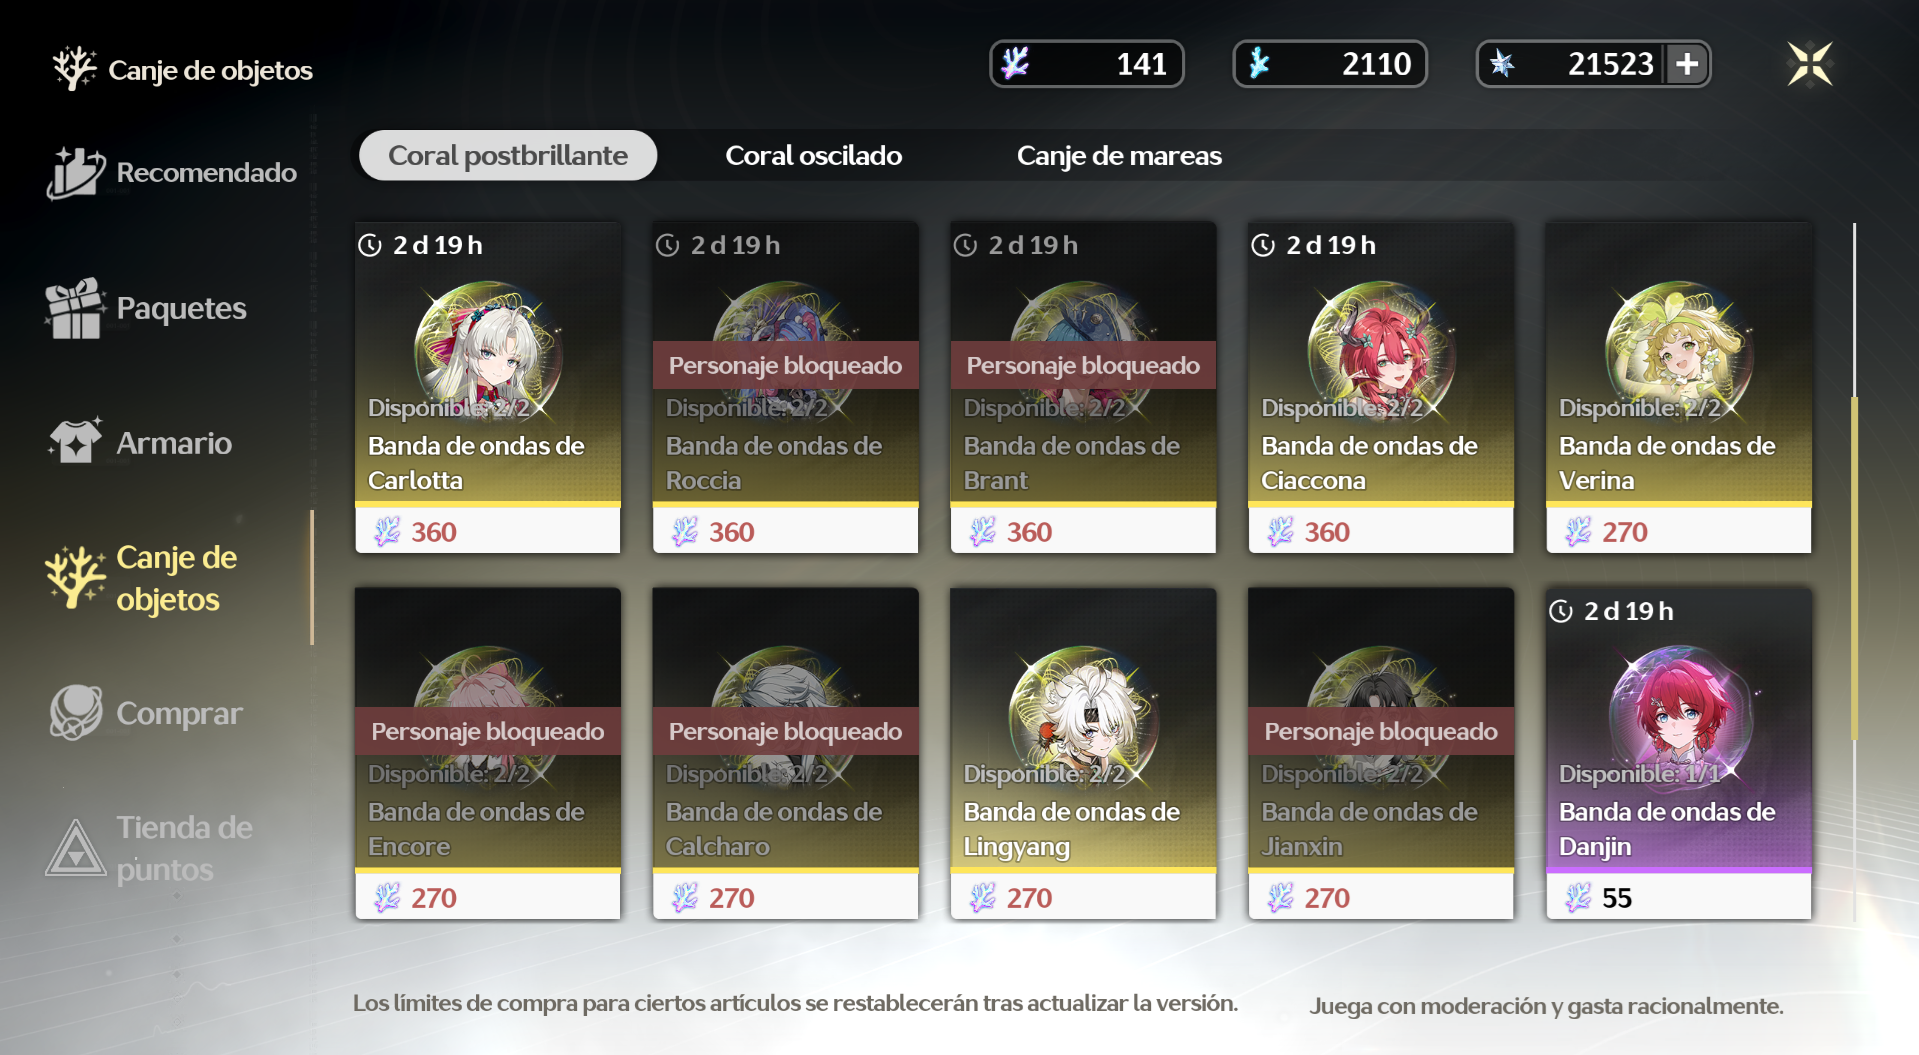 Canje de objetos
141
2110
21523
Recomendado
Paquetes
Armario
Canje de
objetos
Comprar
Tienda de
puntos
Coral postbrillante
Coral oscilado
Canje de mareas
2 d 19 h
Disponible: 2/2
Banda de ondas de
Carlotta
360
2 d 19 h
Personaje bloqueado
Disponible: 2/2
Banda de ondas de
Roccia
360
2 d 19 h
Personaje bloqueado
Disponible: 2/2
Banda de ondas de
Brant
360
2 d 19 h
Disponible: 2/2
Banda de ondas de
Ciaccona
360
Disponible: 2/2
Banda de ondas de
Verina
270
Personaje bloqueado
Disponible: 2/2
Banda de ondas de
Encore
270
Personaje bloqueado
Disponible: 2/2
Banda de ondas de
Calcharo
270
Disponible: 2/2
Banda de ondas de
Lingyang
270
Personaje bloqueado
Disponible: 2/2
Banda de ondas de
Jianxin
270
2 d 19 h
Disponible: 1/1
Banda de ondas de
Danjin
55
Los límites de compra para ciertos artículos se restablecerán tras actualizar la versión.
Juega con moderación y gasta racionalmente.